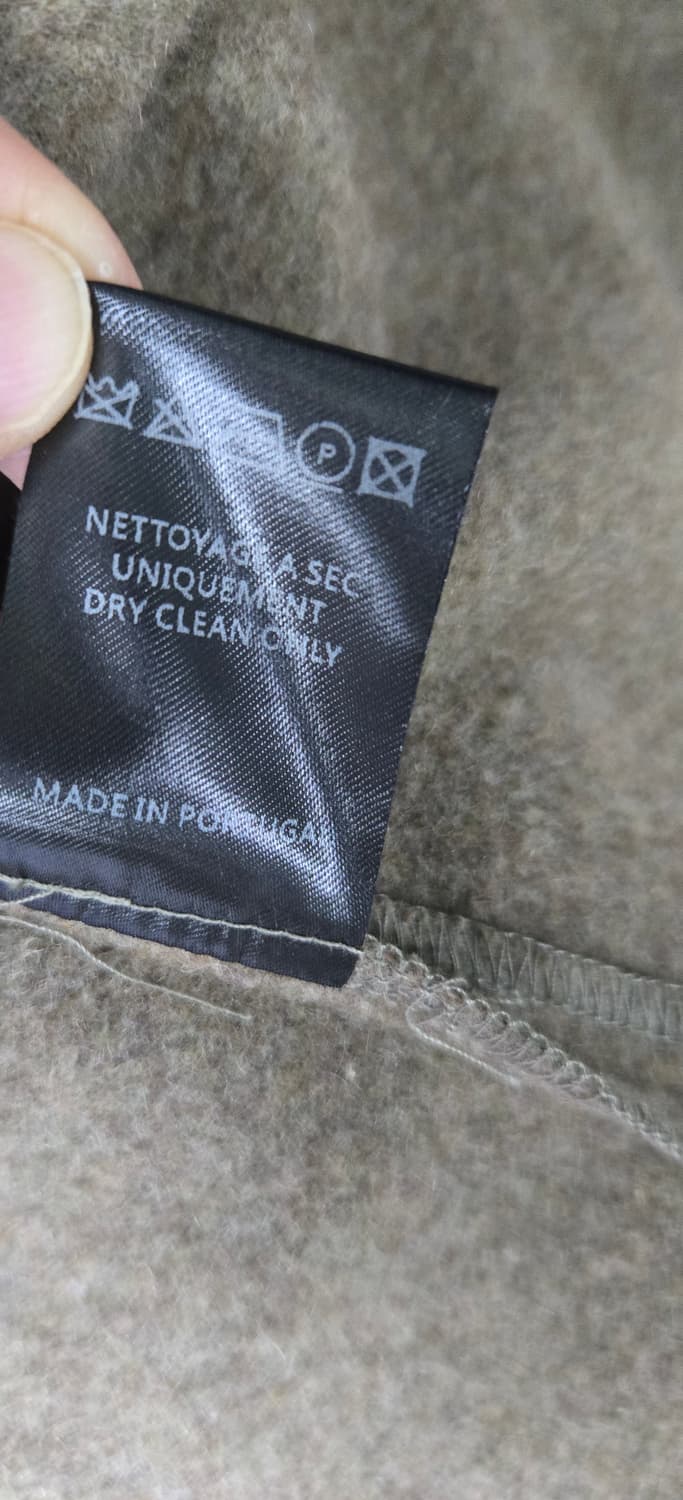 P
NETTOYAGE A SEC
UNIQUEMENT
DRY CLEAN ONLY
MADE IN PORTUGAL